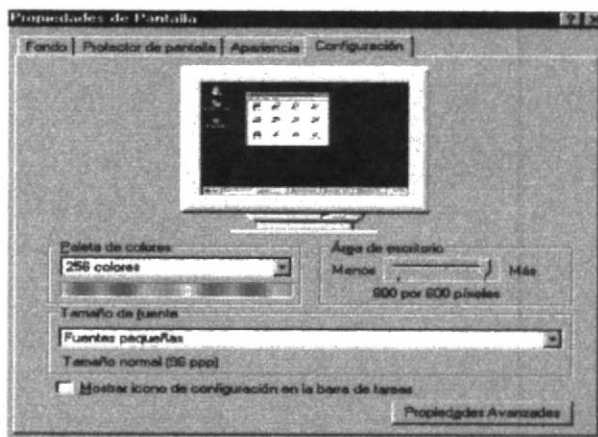 Propiedades de Pantalla
Fondo Protector de pantalla Apariencia Configuración
Paleta de colores Área de escritorio
256 colores Menos Más
800 por 600 píxeles
Tamaño de fuente
Fuentes pequeñas
Tamaño normal (96 ppp)
Mostrar icono de configuración en la barra de tareas
Propiedades Avanzadas